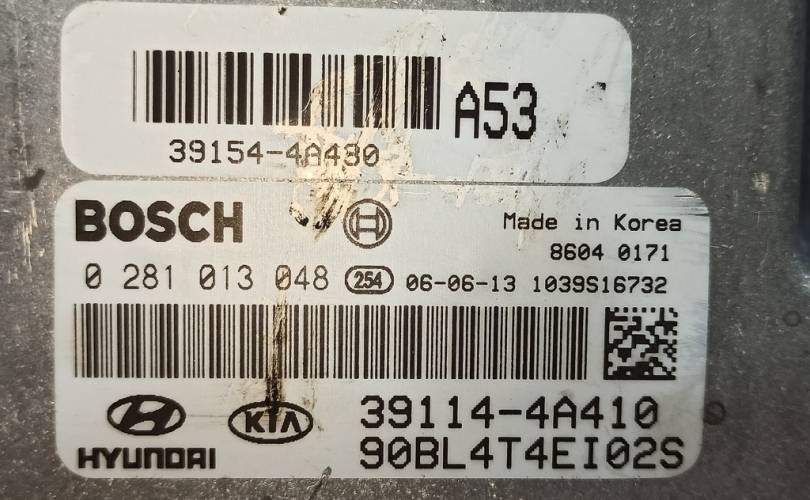 A53
39154-4A430
BOSCH
Made in Korea
8604 0171
0 281 013 048 254 06-06-13 1039S16732
HYUNDAI
KIA
39114-4A410
90BL4T4EI02S